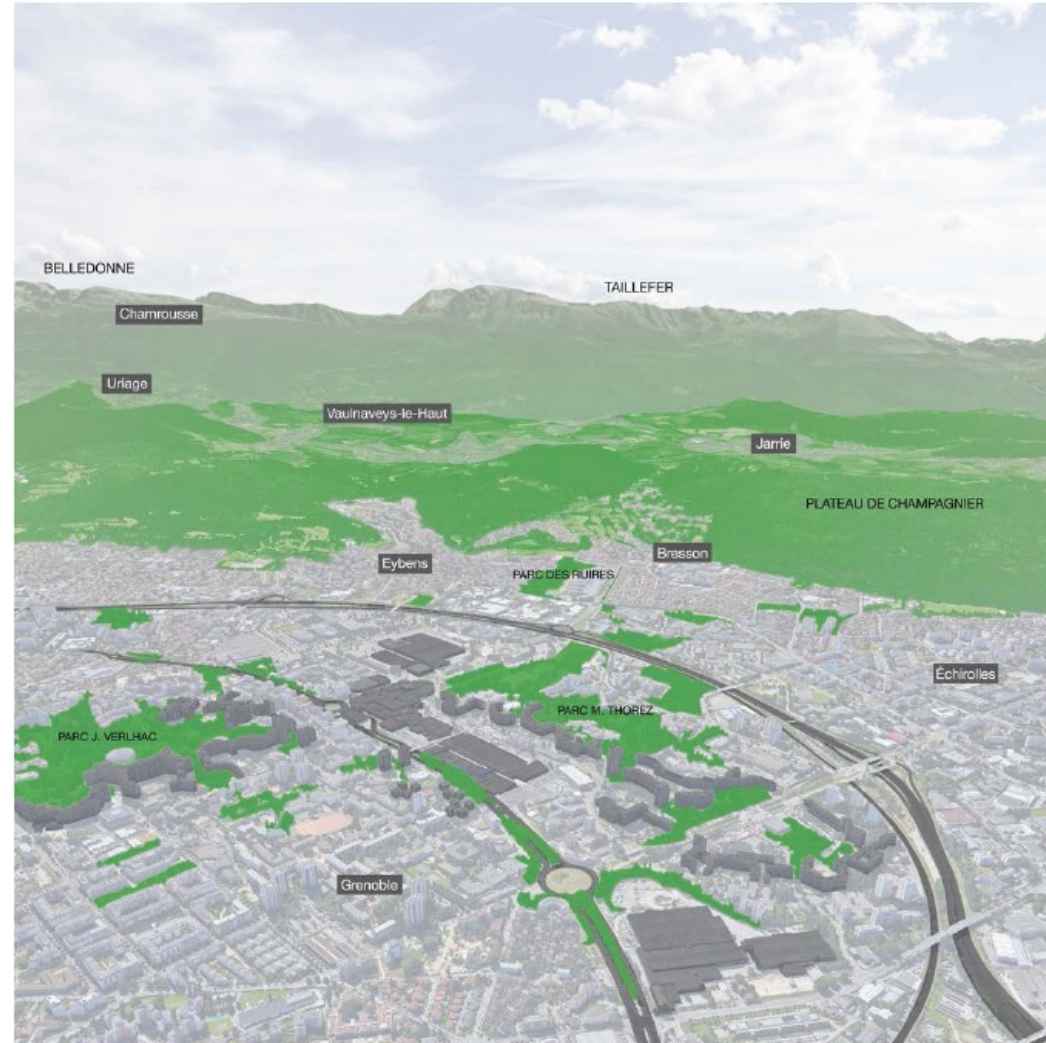 BELLEDONNE
TAILLEFER
Chamrousse
Uriage
Vaulnaveys-le-Haut
Jarrie
PLATEAU DE CHAMPAGNIER
Bresson
Eybens
PARC DES RUIRES
Échirolles
PARC M. THOREZ
PARC J. VERLHAC
Grenoble